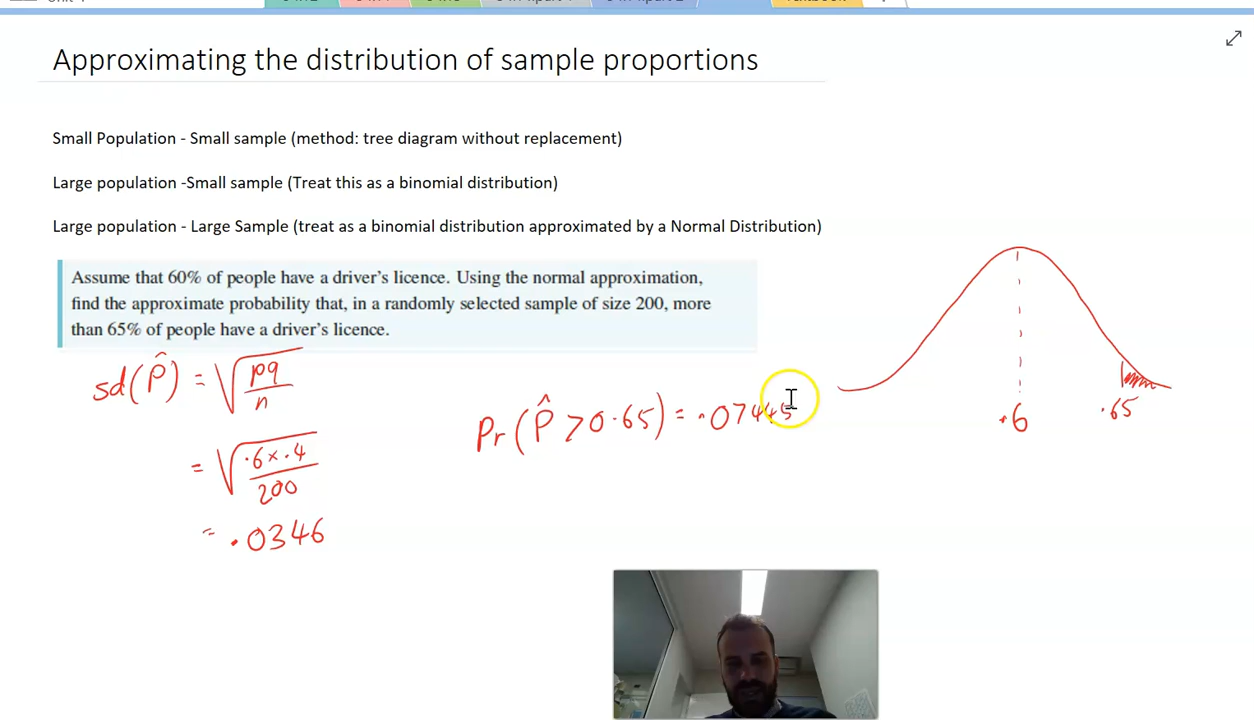 Approximating the distribution of sample proportions
Small Population - Small sample (method: tree diagram without replacement)
Large population -Small sample (Treat this as a binomial distribution)
Large population - Large Sample (treat as a binomial distribution approximated by a Normal Distribution)
Assume that 60% of people have a driver's licence. Using the normal approximation,
find the approximate probability that, in a randomly selected sample of size 200, more
than 65% of people have a driver's licence.
sd(P̂) = √(pq/n)
= √(.6×.4/200)
= .0346
Pr(P̂ > 0.65) = .07445
.6
.65